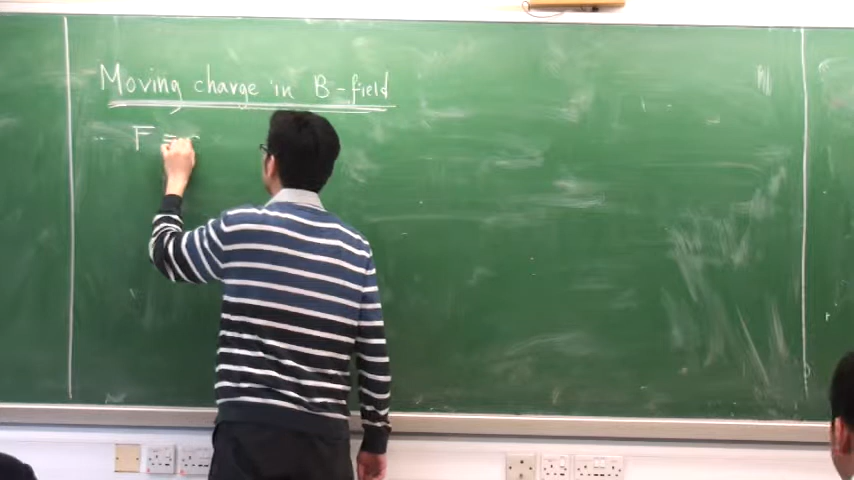 Moving charge in B-field
F =